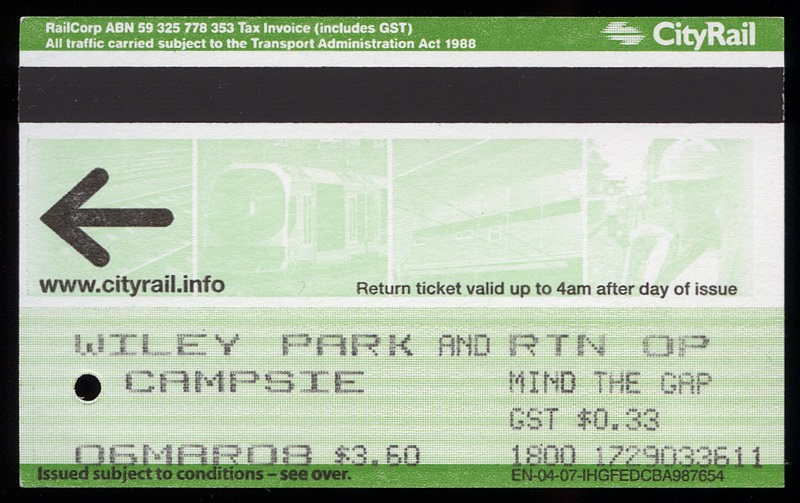 RailCorp ABN 59 325 778 353 Tax Invoice (includes GST)
All traffic carried subject to the Transport Administration Act 1988
CityRail
www.cityrail.info
Return ticket valid up to 4am after day of issue
WILEY PARK AND RTN OP
CAMPSIE MIND THE GAP
GST $0.33
06MAR08 $3.60 1800 1729033611
Issued subject to conditions – see over.
EN-04-07-IHGFEDCBA987654